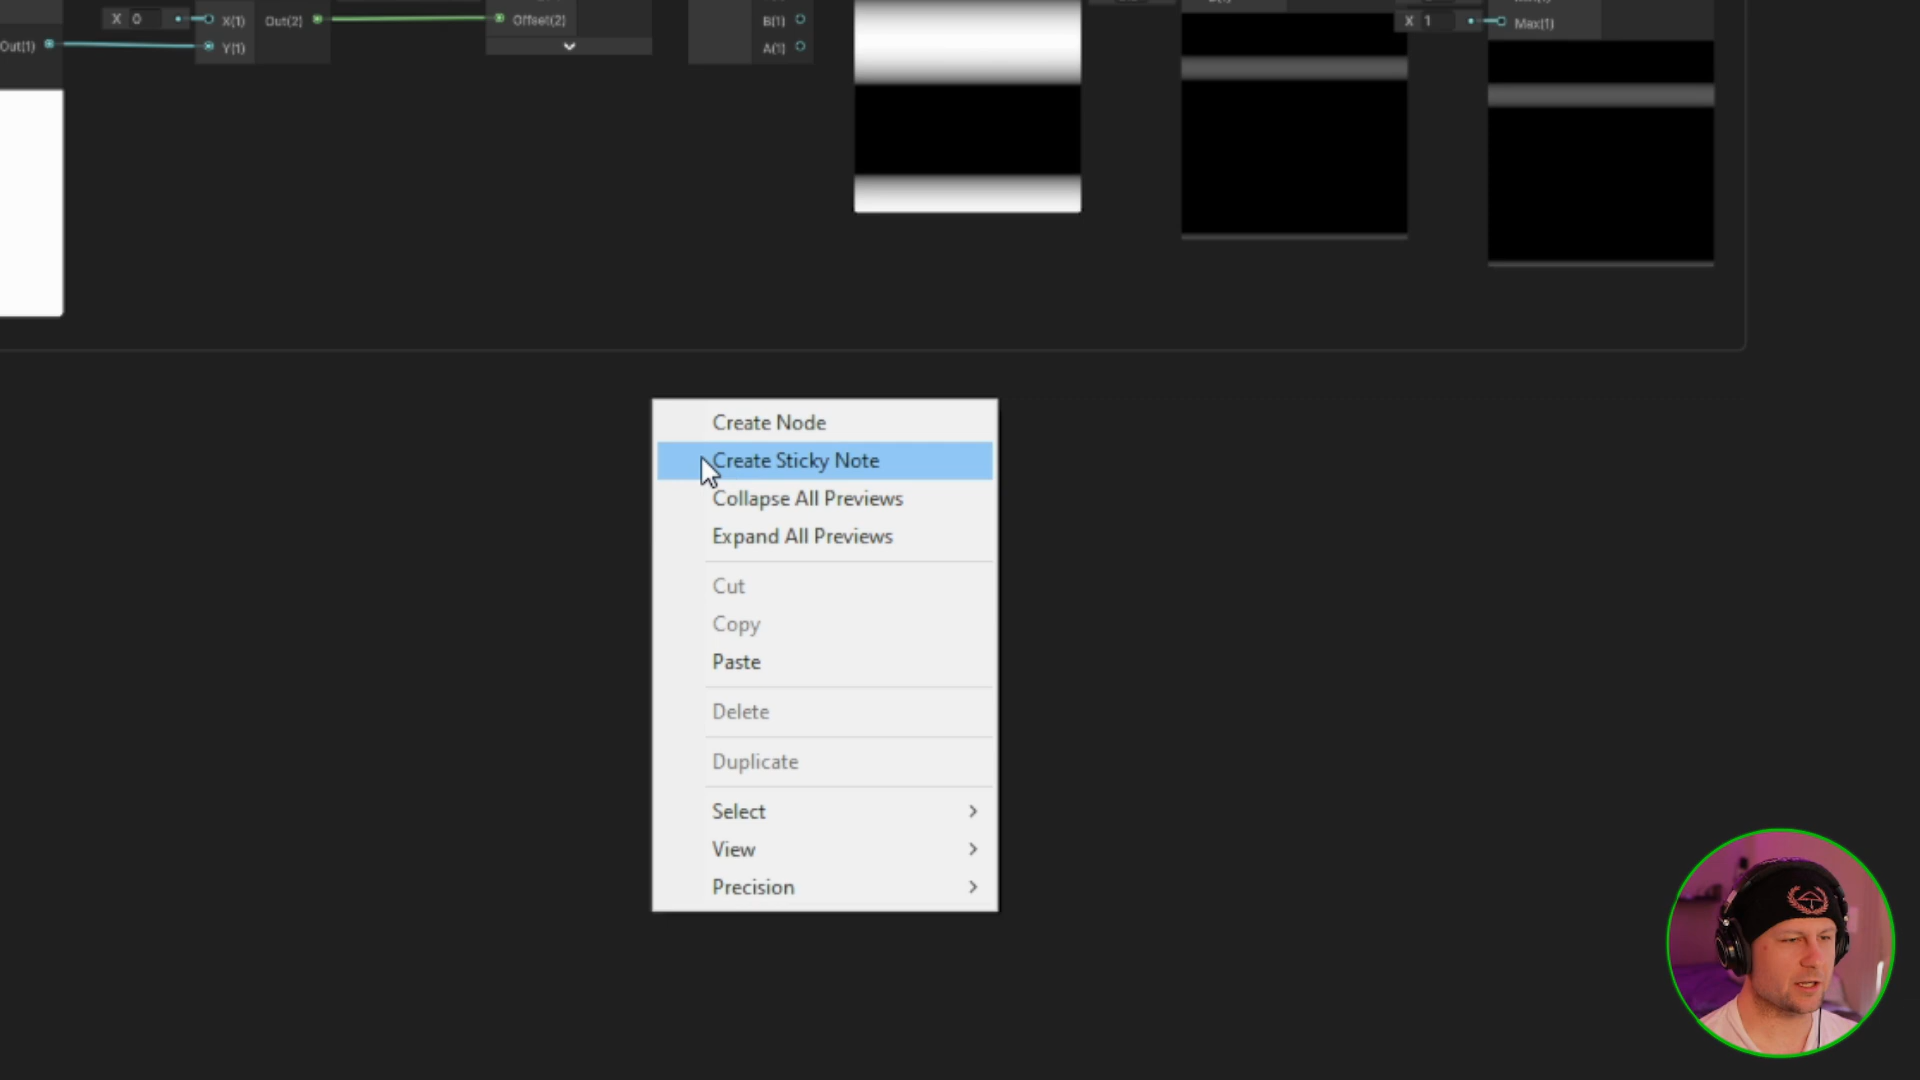 X 0
X(1)
Out(2)
Offset(2)
B(1)
X 1
Max(1)
Out(1)
Y(1)
A(1)
Create Node
Create Sticky Note
Collapse All Previews
Expand All Previews
Cut
Copy
Paste
Delete
Duplicate
Select
View
Precision